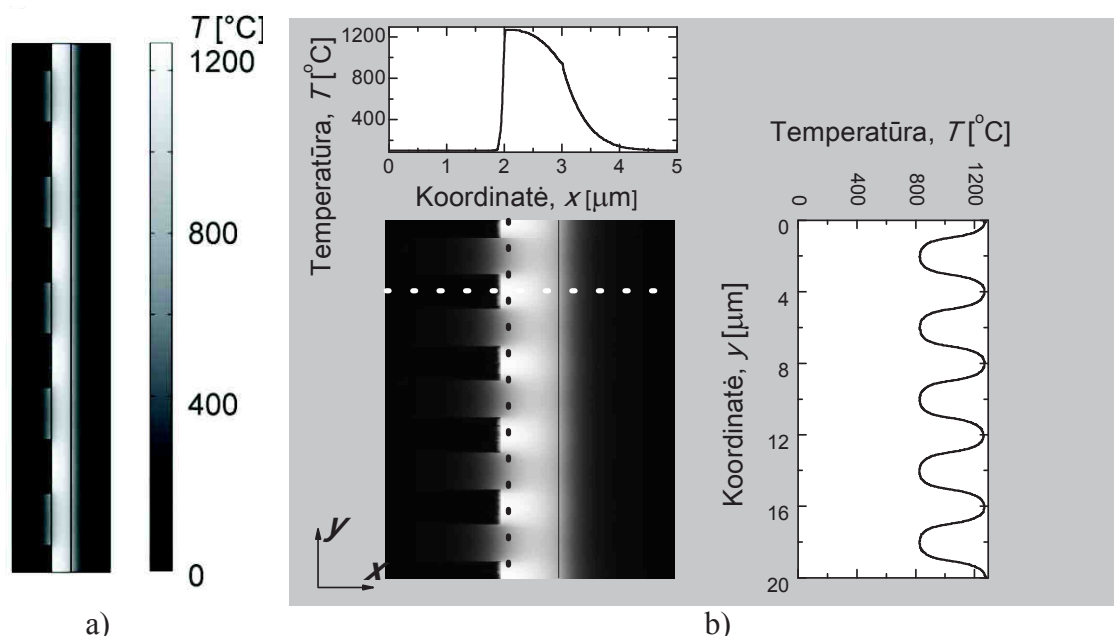 T [°C]
1200
800
400
0
a)
Temperatūra, T [°C]
1200
800
400
0 1 2 3 4 5
Koordinatė, x [µm]
y
x
Temperatūra, T [°C]
0 400 800 1200
Koordinatė, y [µm]
0
4
8
12
16
20
b)